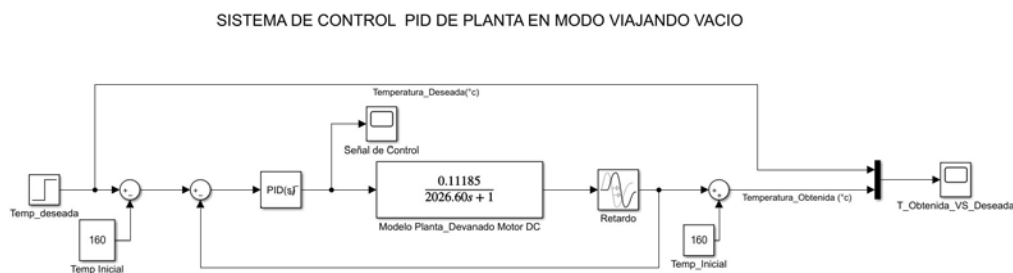 SISTEMA DE CONTROL PID DE PLANTA EN MODO VIAJANDO VACIO
Temperatura_Deseada(°c)
Señal de Control
Temp_deseada
160
Temp Inicial
PID(s)
0.11185
2026.60s + 1
Modelo Planta_Devanado Motor DC
Retardo
160
Temp_Inicial
Temperatura_Obtenida (°c)
T_Obtenida_VS_Deseada